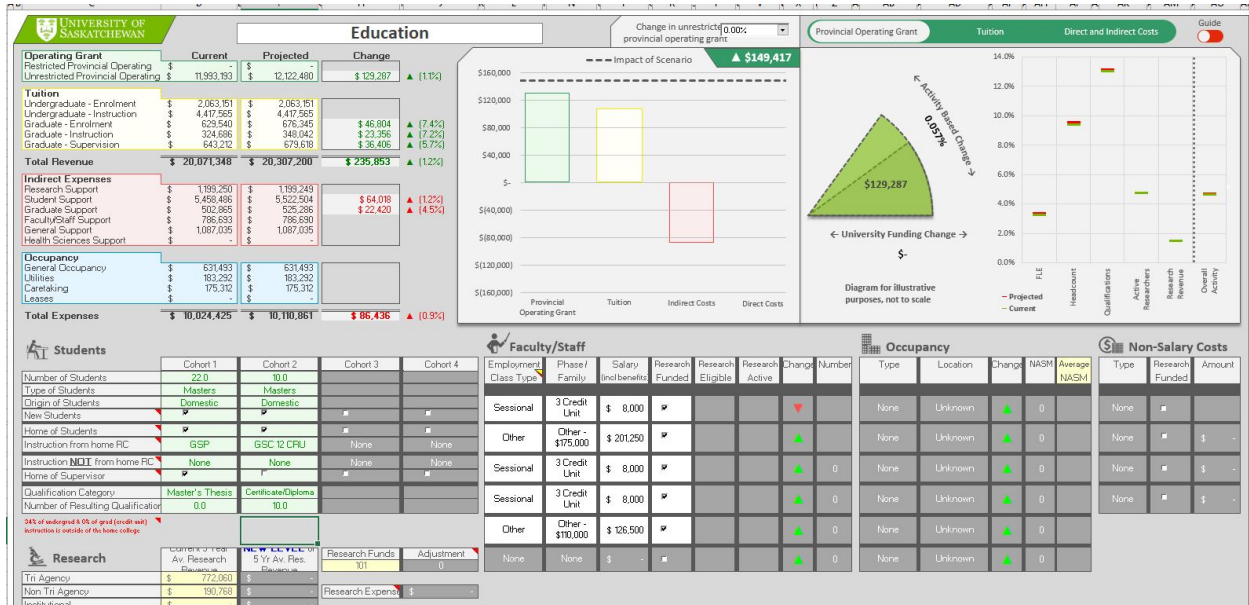 UNIVERSITY OF
SASKATCHEWAN
Education
Change in unrestricte
provincial operating grant
0.00%
Provincial Operating Grant Tuition Direct and Indirect Costs
Guide
Operating Grant Current Projected Change
Restricted Provincial Operating $ - $ -
Unrestricted Provincial Operating $ 11,993,193 $ 12,122,480 $ 129,287 ▲ (1.1%)
Tuition
Undergraduate - Enrolment $ 2,063,151 $ 2,063,151
Undergraduate - Instruction $ 4,417,565 $ 4,417,565
Graduate - Enrolment $ 629,540 $ 676,345 $ 46,804 ▲ (7.4%)
Graduate - Instruction $ 324,686 $ 348,042 $ 23,356 ▲ (7.2%)
Graduate - Supervision $ 643,212 $ 679,618 $ 36,406 ▲ (5.7%)
Total Revenue $ 20,071,348 $ 20,307,200 $ 235,853 ▲ (1.2%)
Indirect Expenses
Research Support $ 1,199,250 $ 1,199,249
Student Support $ 5,458,486 $ 5,522,504 $ 64,018 ▲ (1.2%)
Graduate Support $ 502,865 $ 525,286 $ 22,420 ▲ (4.5%)
Faculty/Staff Support $ 786,693 $ 786,690
General Support $ 1,087,035 $ 1,087,035
Health Sciences Support $ - $ -
Occupancy
General Occupancy $ 631,493 $ 631,493
Utilities $ 183,292 $ 183,292
Caretaking $ 175,312 $ 175,312
Leases $ - $ -
Total Expenses $ 10,024,425 $ 10,110,861 $ 86,436 ▲ (0.9%)
Impact of Scenario
▲ $149,417
$160,000
$120,000
$80,000
$40,000
$-
$(40,000)
$(80,000)
$(120,000)
$(160,000)
Provincial
Operating Grant
Tuition
Indirect Costs
Direct Costs
Activity Based Change
0.057%
$129,287
← University Funding Change →
$-
Diagram for illustrative
purposes, not to scale
14.0%
12.0%
10.0%
8.0%
6.0%
4.0%
2.0%
0.0%
Projected
Current
FLE
Headcount
Qualifications
Active
Researchers
Research
Revenue
Overall
Activity
Students
Cohort 1 Cohort 2 Cohort 3 Cohort 4
Number of Students 22.0 10.0
Type of Students Masters Masters
Origin of Students Domestic Domestic
New Students
Home of Students
Instruction from home RC GSP GSC 12 CRU None None
Instruction NOT from home RC None None None None
Home of Supervisor
Qualification Category Master's Thesis Certificate/Diploma
Number of Resulting Qualification 0.0 10.0
34% of undergrad & 0% of grad (credit unit)
instruction is outside of the home college
Faculty/Staff
Employment Class Type Phase/ Family Salary (incl benefits) Research Funded Research Eligible Research Active Change Number
Sessional 3 Credit Unit $ 8,000 ▼
Other Other - $175,000 $ 201,250 ▲
Sessional 3 Credit Unit $ 8,000 ▲ 0
Sessional 3 Credit Unit $ 8,000 ▲ 0
Other Other - $110,000 $ 126,500 ▲ 0
None None $ - ▲ 0
Occupancy
Type Location Change NASM Average NASM
None Unknown ▲ 0
None Unknown ▲ 0
None Unknown ▲ 0
None Unknown ▲ 0
None Unknown ▲ 0
None Unknown ▲ 0
Non-Salary Costs
Type Research Funded Amount
None
None $ -
None $ -
None $ -
Research
Av. Research
5 Yr Av. Res.
Research Funds Adjustment
101 0
Tri Agency $ 772,060 $ -
Non Tri Agency $ 190,768 $ - Research Expens $ -
Institutional $ - $ -